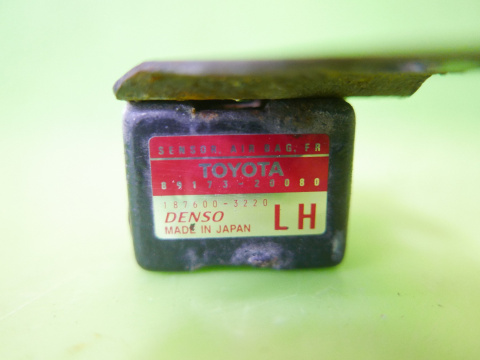 SENSOR, AIR BAG, FR
TOYOTA
89173-20080
187600-3220
DENSO LH
MADE IN JAPAN